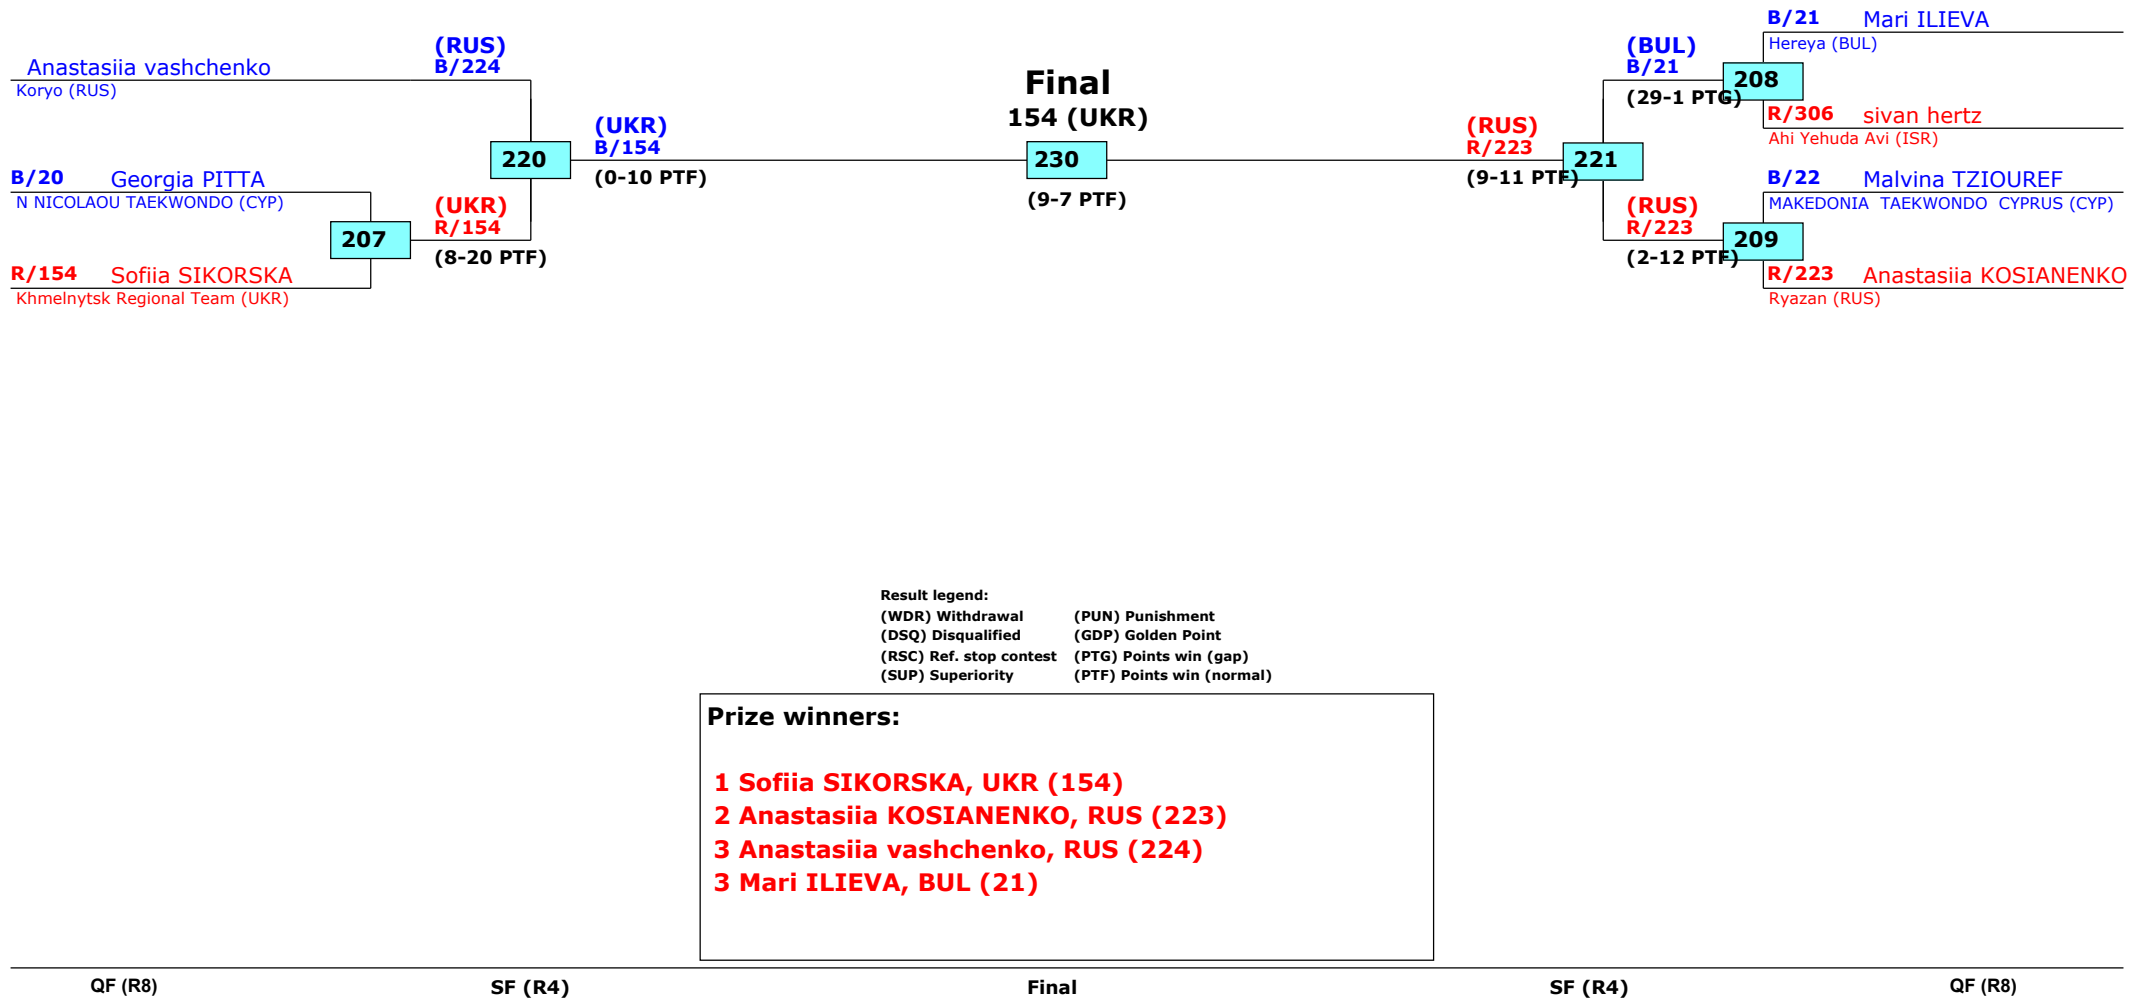 B/21 Mari ILIEVA
Hereya (BUL)
(RUS)
B/224
Anastasiia vashchenko
Koryo (RUS)
(BUL)
B/21
208
(29-1 PTG)
Final
154 (UKR)
R/306 sivan hertz
Ahi Yehuda Avi (ISR)
(UKR)
B/154
220
(0-10 PTF)
230
(9-7 PTF)
(RUS)
R/223
221
(9-11 PTF)
B/20 Georgia PITTA
N NICOLAOU TAEKWONDO (CYP)
B/22 Malvina TZIOUREF
MAKEDONIA TAEKWONDO CYPRUS (CYP)
(UKR)
R/154
207
(8-20 PTF)
(RUS)
R/223
209
(2-12 PTF)
R/154 Sofiia SIKORSKA
Khmelnytsk Regional Team (UKR)
R/223 Anastasiia KOSIANENKO
Ryazan (RUS)
Result legend:
(WDR) Withdrawal (PUN) Punishment
(DSQ) Disqualified (GDP) Golden Point
(RSC) Ref. stop contest (PTG) Points win (gap)
(SUP) Superiority (PTF) Points win (normal)
Prize winners:
1 Sofiia SIKORSKA, UKR (154)
2 Anastasiia KOSIANENKO, RUS (223)
3 Anastasiia vashchenko, RUS (224)
3 Mari ILIEVA, BUL (21)
QF (R8) SF (R4) Final SF (R4) QF (R8)